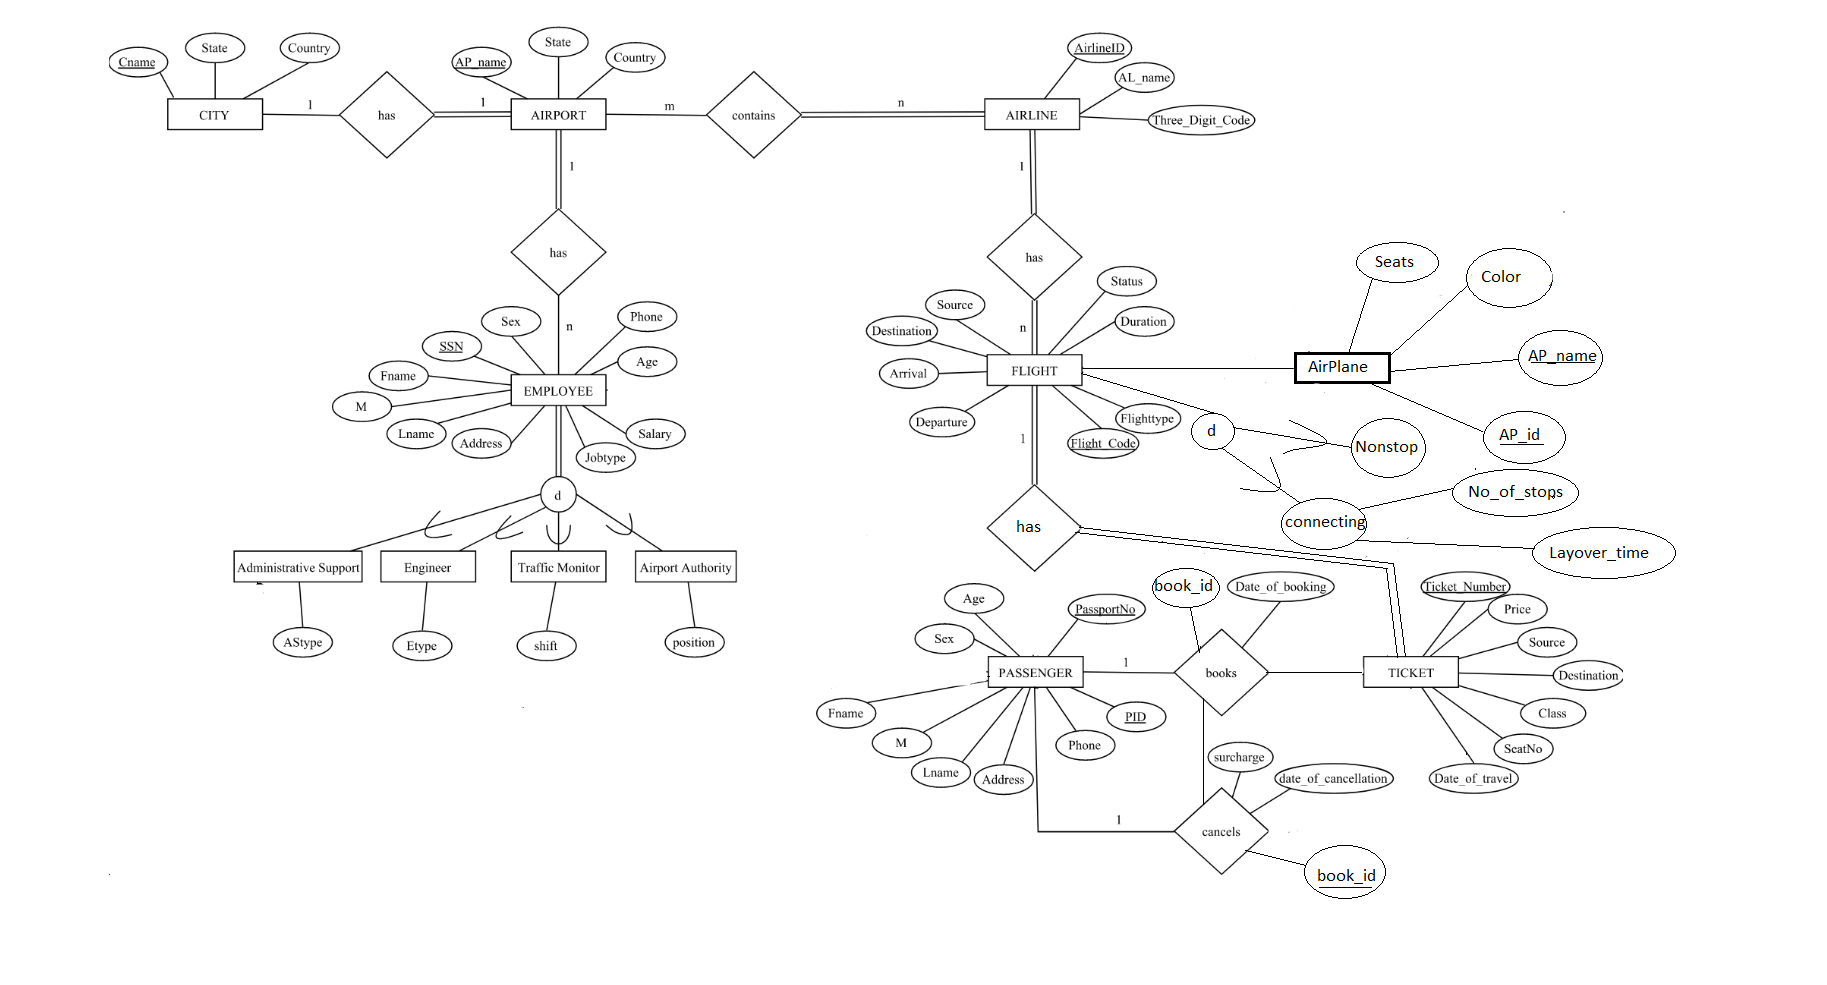 Cname
State
Country
CITY
1
has
1
AP_name
State
Country
AIRPORT
m
contains
n
AirlineID
AL_name
Three_Digit_Code
AIRLINE
1
has
n
Sex
Phone
SSN
Age
Fname
M
EMPLOYEE
Lname
Address
Salary
Jobtype
d
Administrative Support
Engineer
Traffic Monitor
Airport Authority
AStype
Etype
shift
position
1
has
n
Status
Source
Duration
Destination
Arrival
FLIGHT
Departure
Flighttype
Flight_Code
1
has
Seats
Color
AirPlane
AP_name
AP_id
d
Nonstop
connecting
No_of_stops
Layover_time
Age
PassportNo
Sex
PASSENGER
Fname
M
Lname
Address
Phone
PID
1
book_id
Date_of_booking
books
Ticket_Number
Price
Source
TICKET
Destination
Class
SeatNo
Date_of_travel
surcharge
date_of_cancellation
1
cancels
book_id